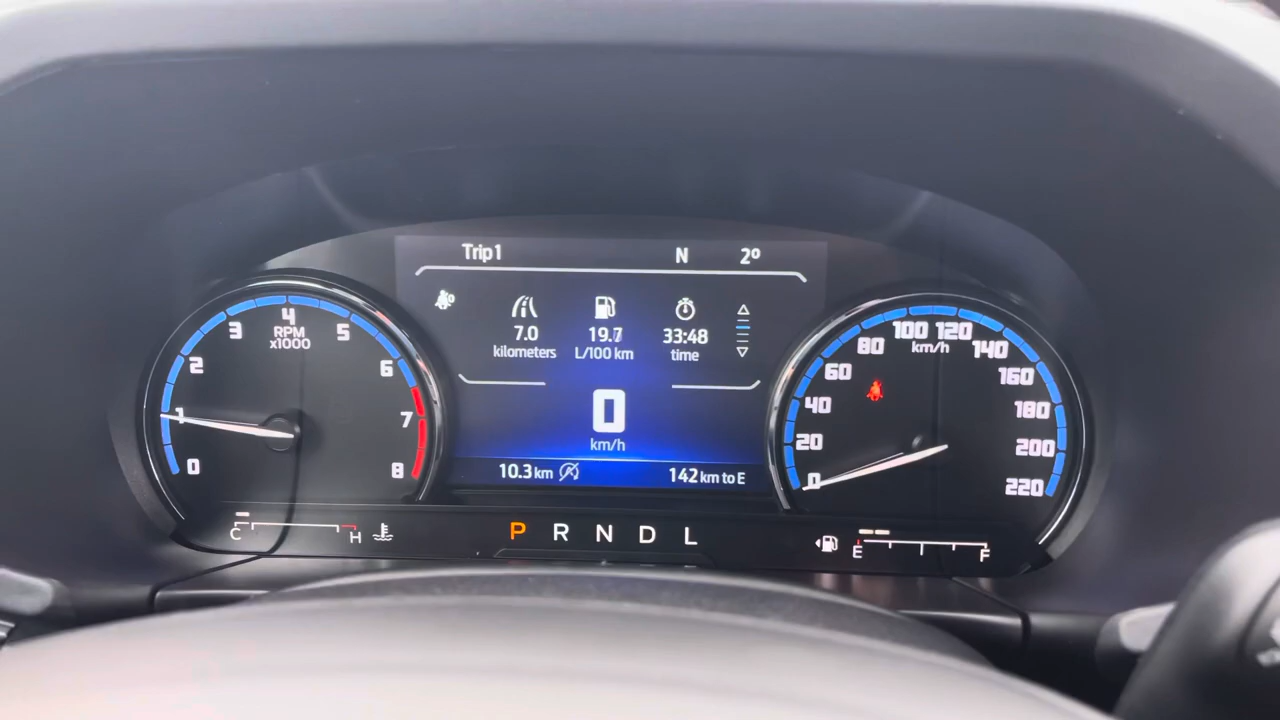 Trip1 N 2º
7.0 19.7 33:48
kilometers L/100 km time
0
km/h
10.3 km 142 km to E
0 1 2 3 4 5 6 7 8
RPM
x1000
0 20 40 60 80 100 120 140 160 180 200 220
km/h
C H
P R N D L
E F